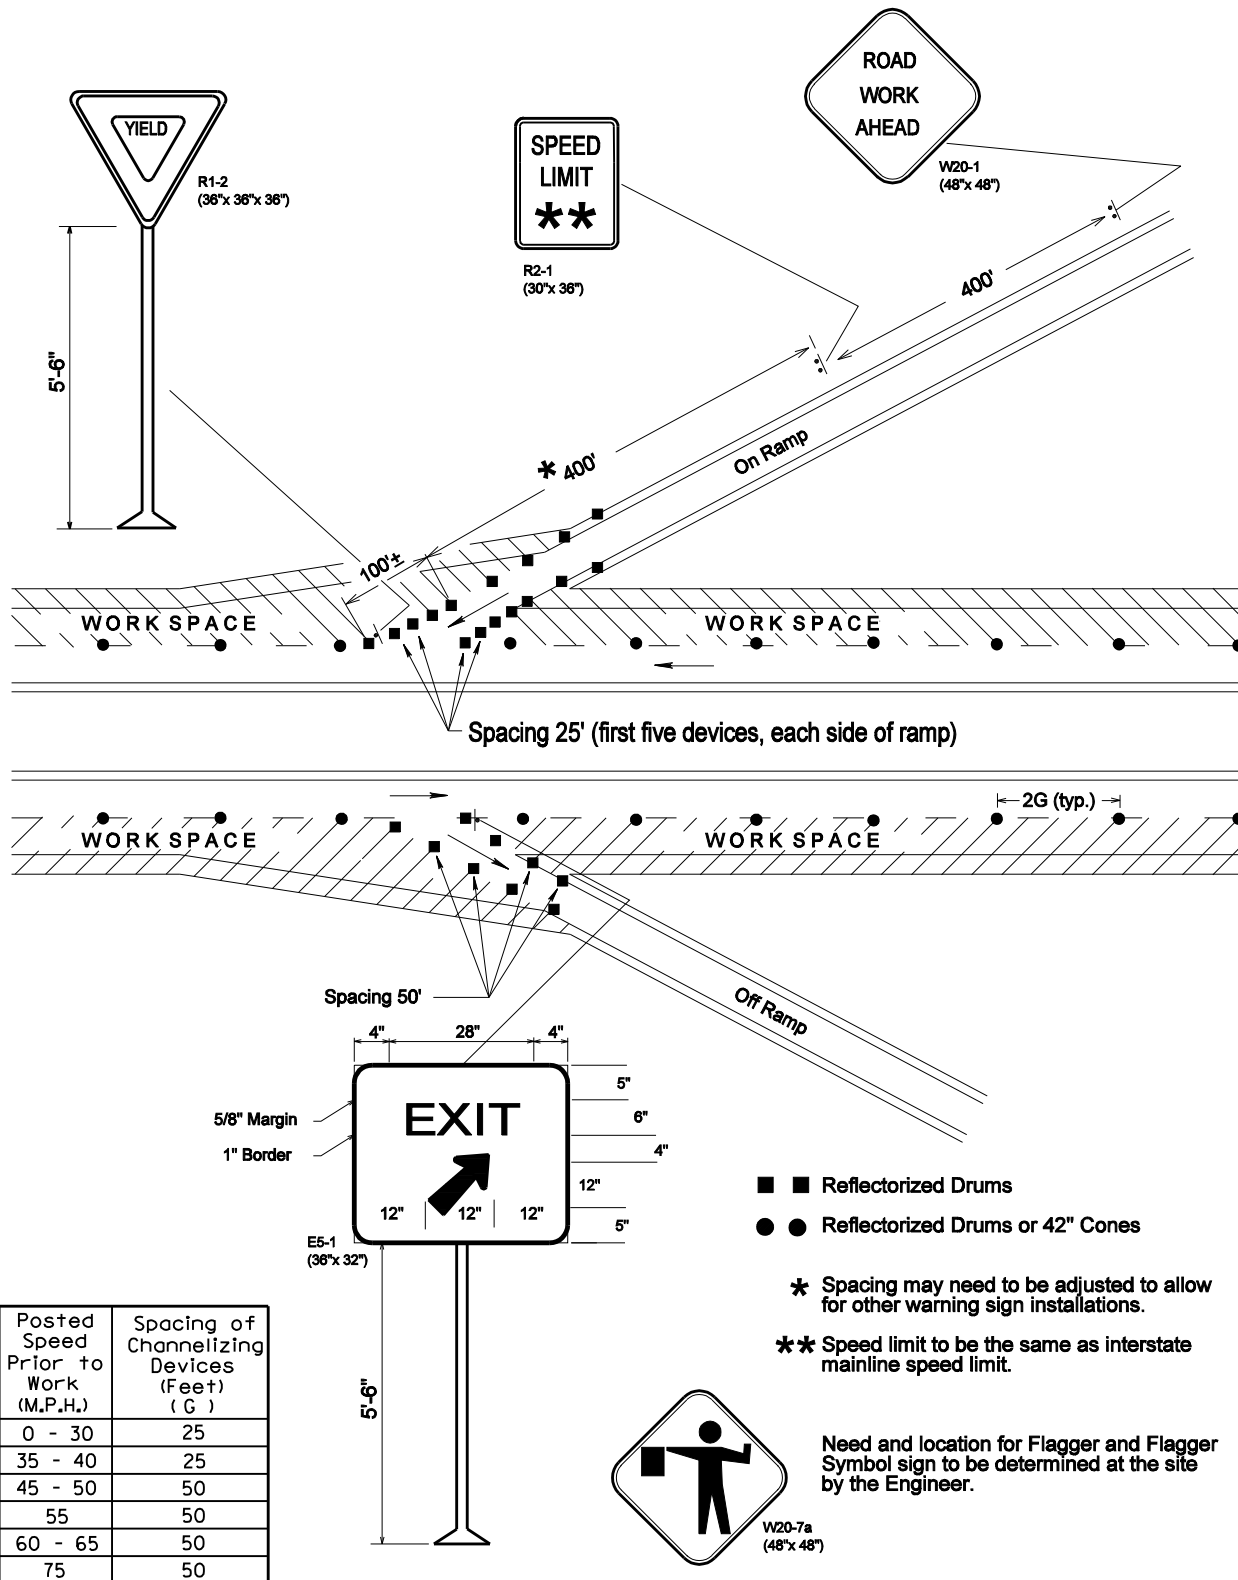 ROAD
WORK
AHEAD
W20-1
(48"x 48")
YIELD
R1-2
(36"x 36"x 36")
SPEED
LIMIT
**
R2-1
(30"x 36")
5'-6"
400'
* 400'
On Ramp
100'±
WORK SPACE
WORK SPACE
Spacing 25' (first five devices, each side of ramp)
2G (typ.)
WORK SPACE
WORK SPACE
Spacing 50'
Off Ramp
4"
28"
4"
5/8" Margin
1" Border
EXIT
12"
12"
12"
5"
6"
4"
12"
5"
E5-1
(36"x 32")
5'-6"
Reflectorized Drums
Reflectorized Drums or 42" Cones
* Spacing may need to be adjusted to allow
for other warning sign installations.
** Speed limit to be the same as interstate
mainline speed limit.
Need and location for Flagger and Flagger
Symbol sign to be determined at the site
by the Engineer.
W20-7a
(48"x 48")
Posted
Speed
Prior to
Work
(M.P.H.)
Spacing of
Channelizing
Devices
(Feet)
( G )
0 - 30 25
35 - 40 25
45 - 50 50
55 50
60 - 65 50
75 50